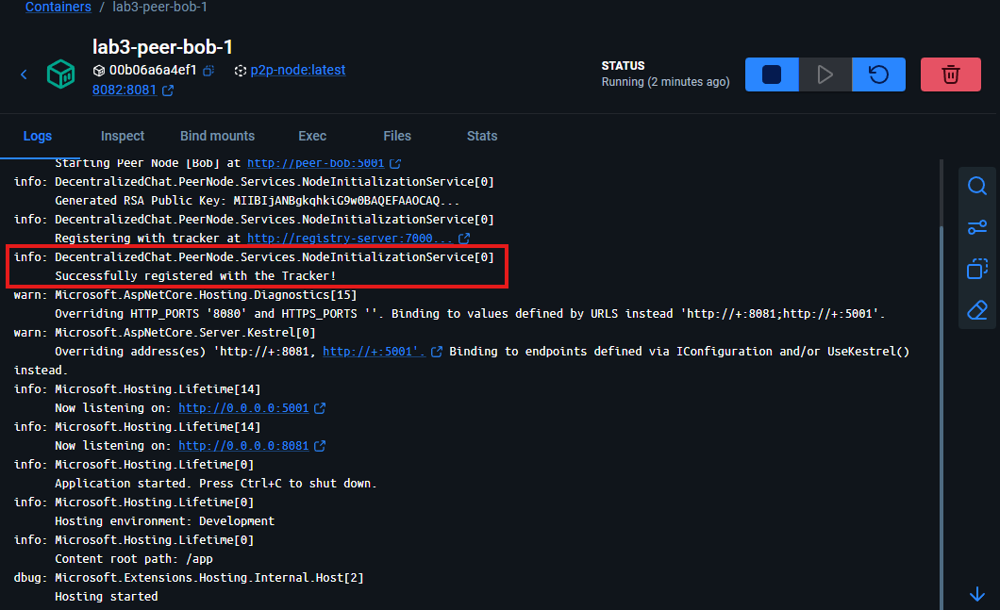 Containers / lab3-peer-bob-1
lab3-peer-bob-1
00b06a6a4ef1 p2p-node:latest
8082:8081
STATUS
Running (2 minutes ago)
Logs Inspect Bind mounts Exec Files Stats
Starting Peer Node [Bob] at http://peer-bob:5001
info: DecentralizedChat.PeerNode.Services.NodeInitializationService[0]
Generated RSA Public Key: MIIBIjANBgkqhkiG9w0BAQEFAAOCAQ...
info: DecentralizedChat.PeerNode.Services.NodeInitializationService[0]
Registering with tracker at http://registry-server:7000...
info: DecentralizedChat.PeerNode.Services.NodeInitializationService[0]
Successfully registered with the Tracker!
warn: Microsoft.AspNetCore.Hosting.Diagnostics[15]
Overriding HTTP_PORTS '8080' and HTTPS_PORTS ''. Binding to values defined by URLS instead 'http://+:8081;http://+:5001'.
warn: Microsoft.AspNetCore.Server.Kestrel[0]
Overriding address(es) 'http://+:8081, http://+:5001'. Binding to endpoints defined via IConfiguration and/or UseKestrel()
instead.
info: Microsoft.Hosting.Lifetime[14]
Now listening on: http://0.0.0.0:5001
info: Microsoft.Hosting.Lifetime[14]
Now listening on: http://0.0.0.0:8081
info: Microsoft.Hosting.Lifetime[0]
Application started. Press Ctrl+C to shut down.
info: Microsoft.Hosting.Lifetime[0]
Hosting environment: Development
info: Microsoft.Hosting.Lifetime[0]
Content root path: /app
dbug: Microsoft.Extensions.Hosting.Internal.Host[2]
Hosting started